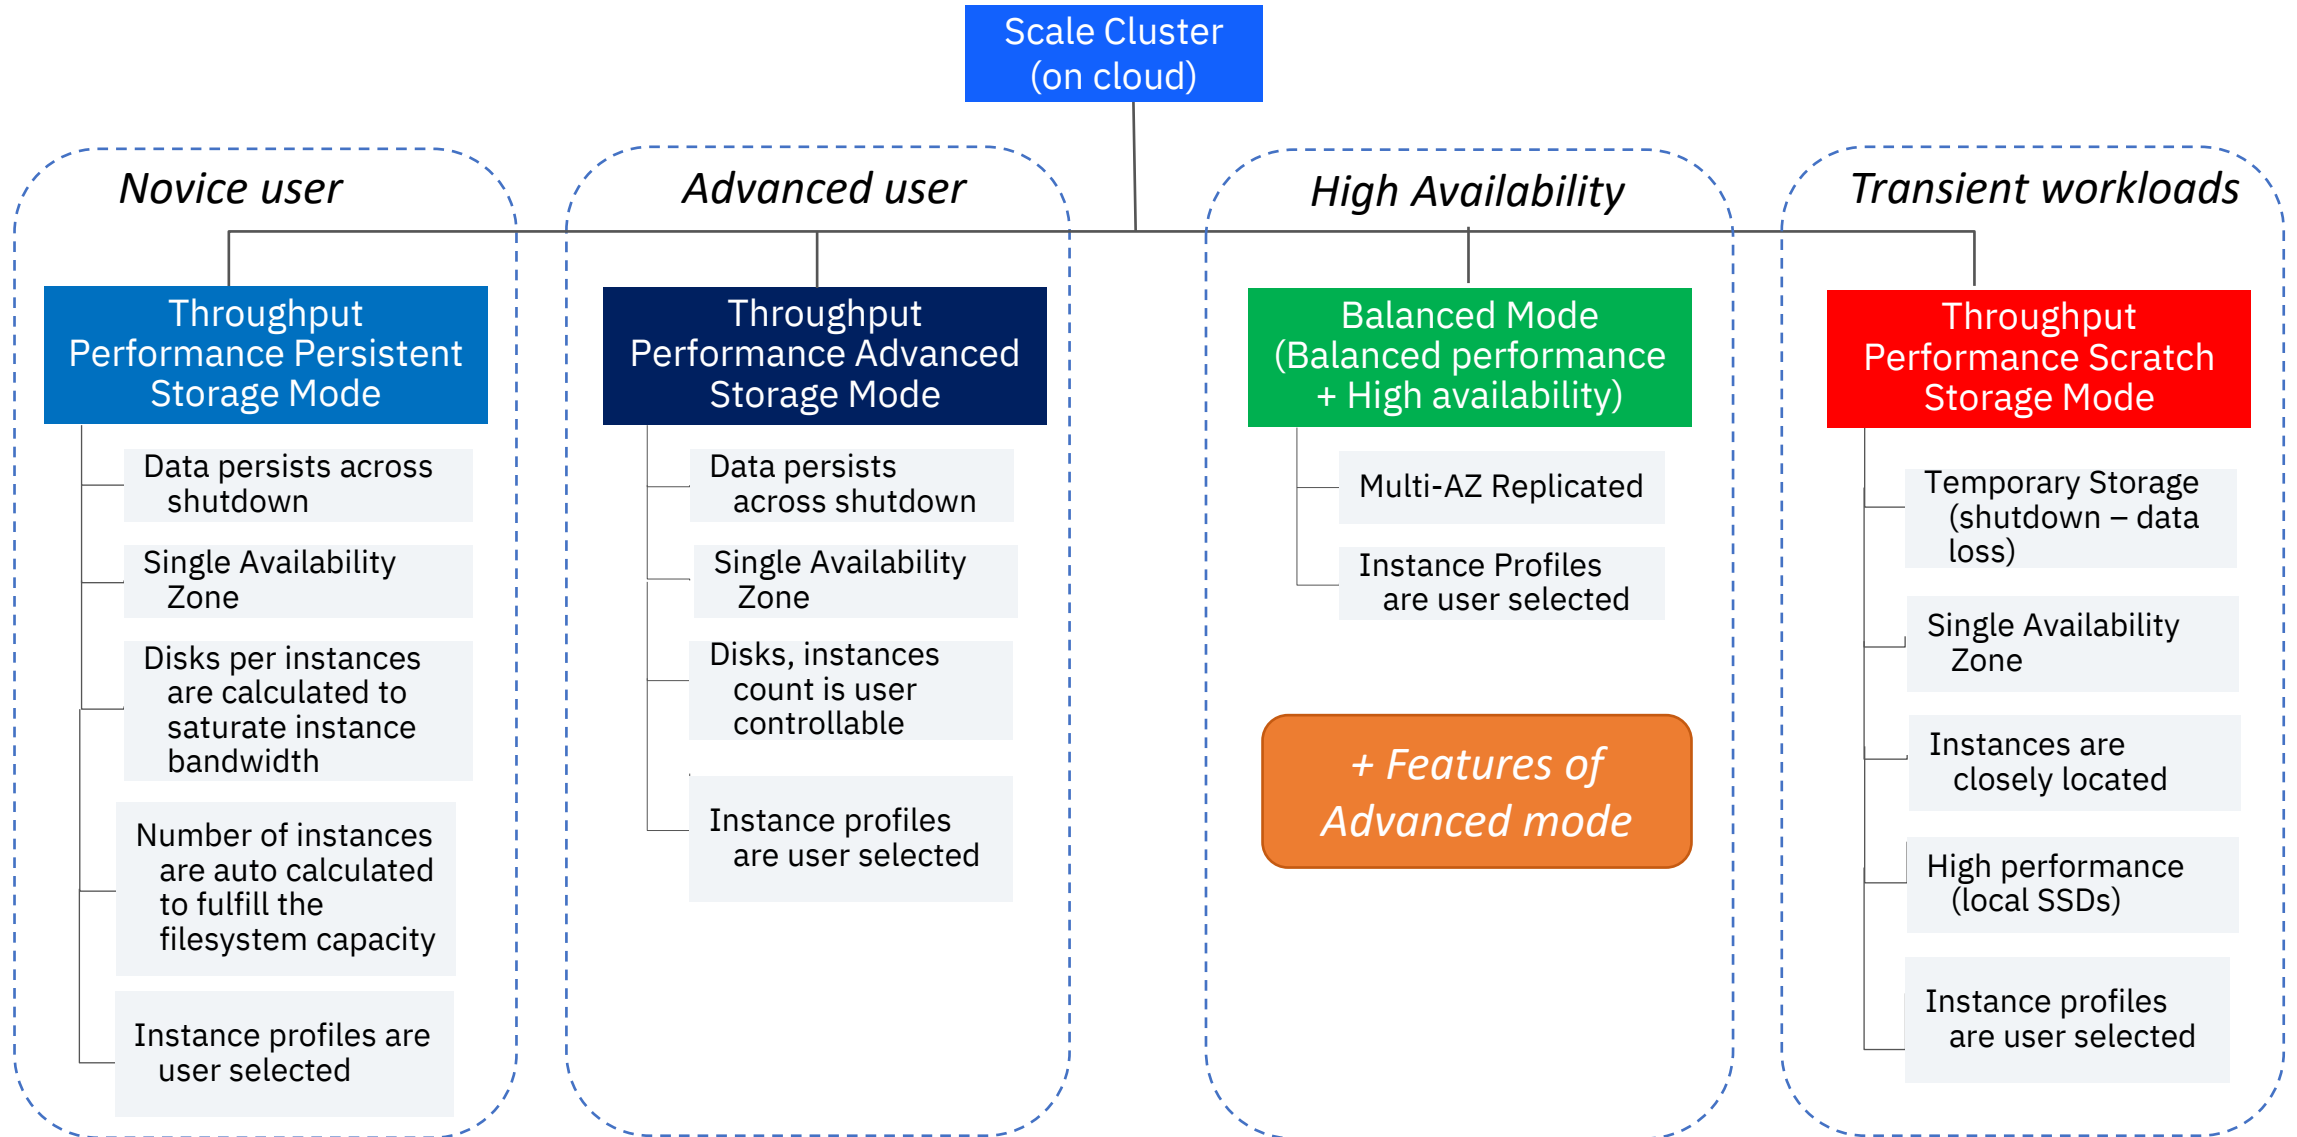 Scale Cluster
(on cloud)
Novice user
Throughput
Performance Persistent
Storage Mode
Data persists across
shutdown
Single Availability
Zone
Disks per instances
are calculated to
saturate instance
bandwidth
Number of instances
are auto calculated
to fulfill the
filesystem capacity
Instance profiles are
user selected
Advanced user
Throughput
Performance Advanced
Storage Mode
Data persists
across shutdown
Single Availability
Zone
Disks, instances
count is user
controllable
Instance profiles
are user selected
High Availability
Balanced Mode
(Balanced performance
+ High availability)
Multi-AZ Replicated
Instance Profiles
are user selected
+ Features of
Advanced mode
Transient workloads
Throughput
Performance Scratch
Storage Mode
Temporary Storage
(shutdown – data
loss)
Single Availability
Zone
Instances are
closely located
High performance
(local SSDs)
Instance profiles
are user selected